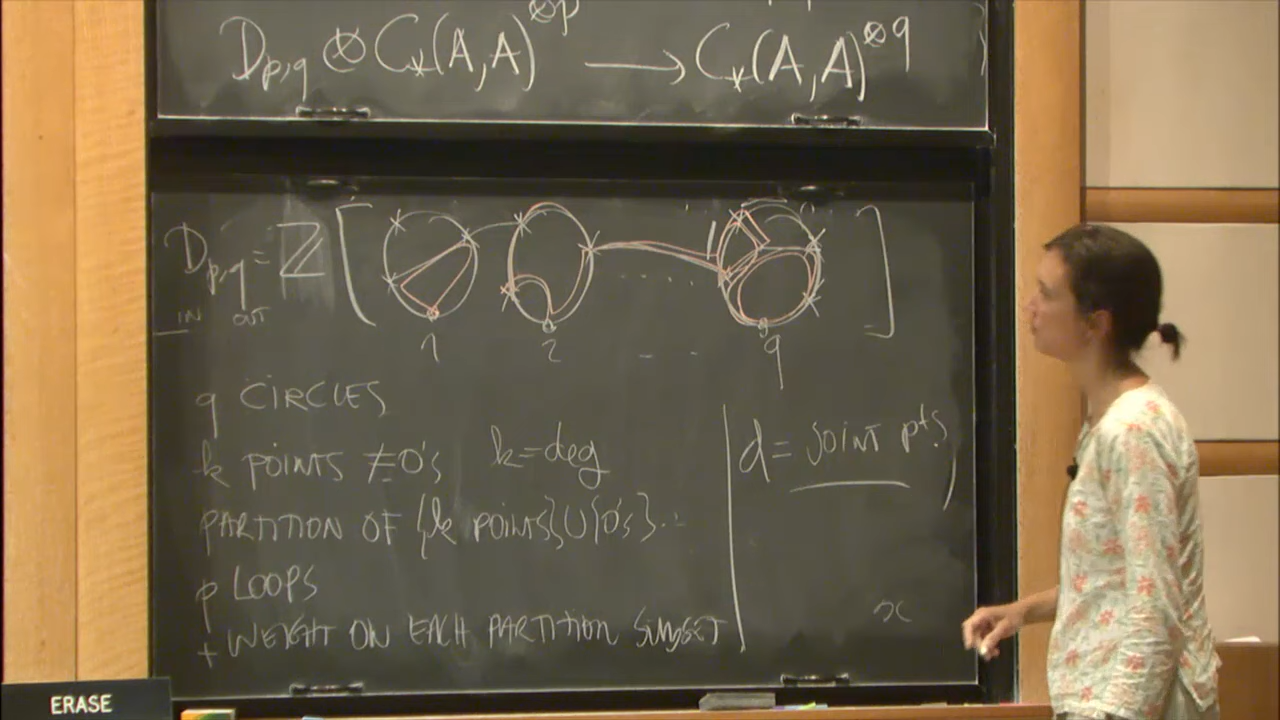 D_{p,q} ⊗ C_*(A,A)^{⊗p} → C_*(A,A)^{⊗q}
D_{p,q} = ℤ [ ]
IN OUT
1 2 - - q
q CIRCLES
k POINTS ≠ 0's k = deg
PARTITION OF {k POINTS} ∪ {0's} ..
p LOOPS
+ WEIGHT ON EACH PARTITION SUBSET
d = JOINT pts
ERASE